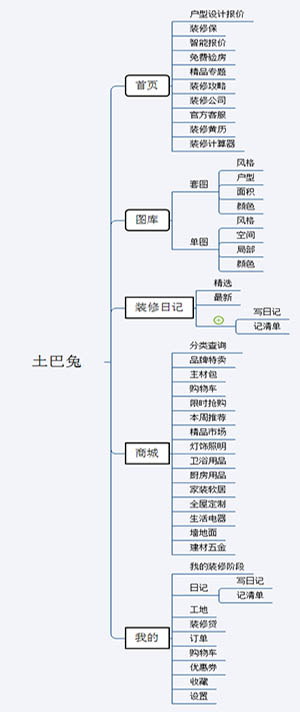 土巴兔
首页
户型设计报价
装修保
智能报价
免费验房
精品专题
装修攻略
装修公司
官方客服
装修黄历
装修计算器
图库
套图
风格
户型
面积
颜色
单图
风格
空间
局部
颜色
装修日记
精选
最新
写日记
记清单
商城
分类查询
品牌特卖
主材包
购物车
限时抢购
本周推荐
精品市场
灯饰照明
卫浴用品
厨房用品
家装软居
全屋定制
生活电器
墙地面
建材五金
我的
我的装修阶段
日记
写日记
记清单
工地
装修贷
订单
购物车
优惠券
收藏
设置